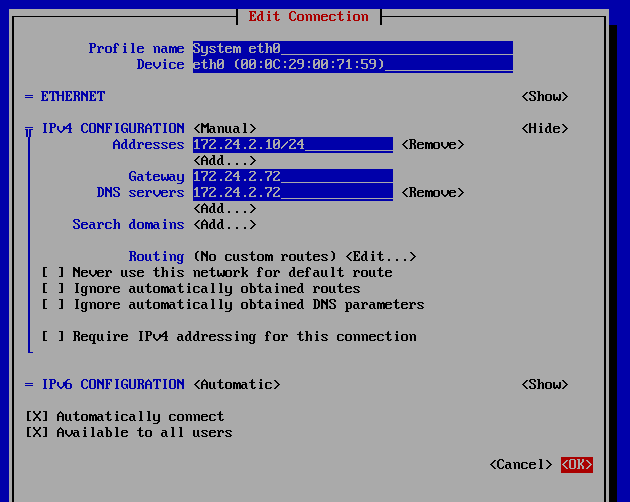 Edit Connection
Profile name System eth0
Device eth0 (00:0C:29:00:71:59)
= ETHERNET <Show>
╤ IPv4 CONFIGURATION <Manual> <Hide>
Addresses 172.24.2.10/24 <Remove>
<Add...>
Gateway 172.24.2.72
DNS servers 172.24.2.72 <Remove>
<Add...>
Search domains <Add...>
Routing (No custom routes) <Edit...>
[ ] Never use this network for default route
[ ] Ignore automatically obtained routes
[ ] Ignore automatically obtained DNS parameters
[ ] Require IPv4 addressing for this connection
= IPv6 CONFIGURATION <Automatic> <Show>
[X] Automatically connect
[X] Available to all users
<Cancel> <OK>